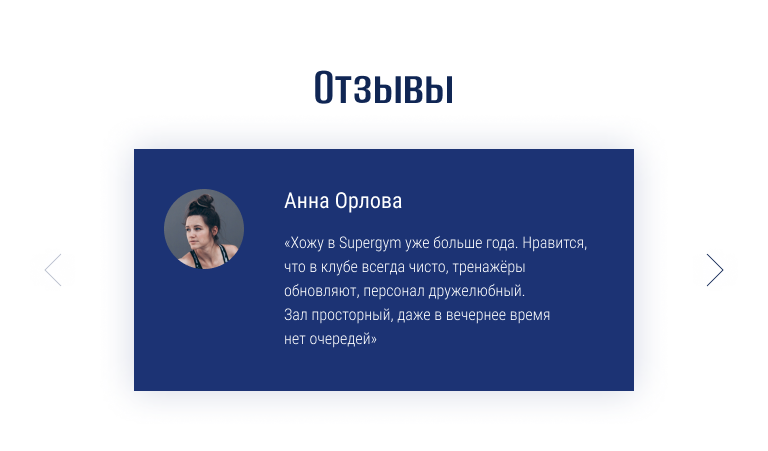 Отзывы
Анна Орлова
«Хожу в Supergym уже больше года. Нравится,
что в клубе всегда чисто, тренажёры
обновляют, персонал дружелюбный.
Зал просторный, даже в вечернее время
нет очередей»